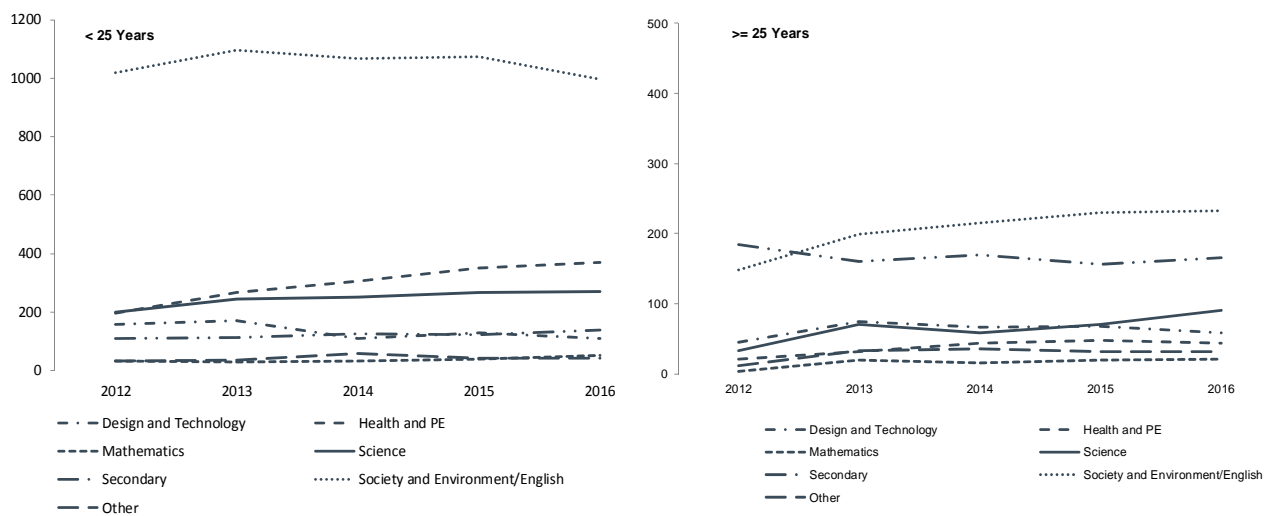 < 25 Years
1200
1000
800
600
400
200
0
2012 2013 2014 2015 2016
Design and Technology Health and PE
Mathematics Science
Secondary Society and Environment/English
Other
>= 25 Years
500
400
300
200
100
0
2012 2013 2014 2015 2016
Design and Technology Health and PE
Mathematics Science
Secondary Society and Environment/English
Other